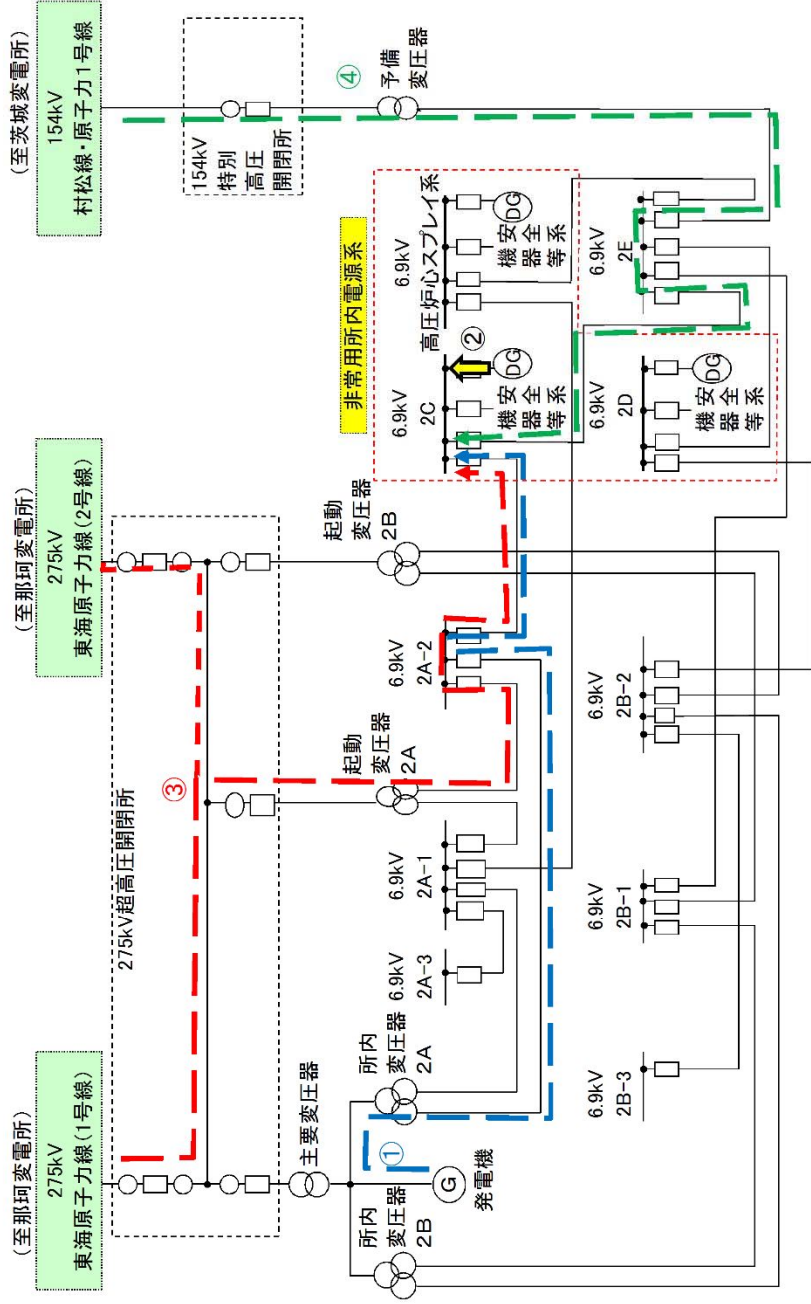 (至那珂変電所)
275kV
東海原子力線(1号線)
(至那珂変電所)
275kV
東海原子力線(2号線)
(至茨城変電所)
154kV
村松線・原子力1号線
275kV超高圧開閉所
③
154kV
特別
高圧
開閉所
④
予備
変圧器
主要変圧器
所内
変圧器
2B
①
G
発電機
所内
変圧器
2A
起動
変圧器
2A
起動
変圧器
2B
非常用所内電源系
6.9kV
2A-3
6.9kV
2A-1
6.9kV
2A-2
6.9kV
2C
②
DG
安全系
機器等
6.9kV
高圧炉心スプレイ系
DG
安全系
機器等
6.9kV
2B-3
6.9kV
2B-1
6.9kV
2B-2
6.9kV
2D
DG
安全系
機器等
6.9kV
2E